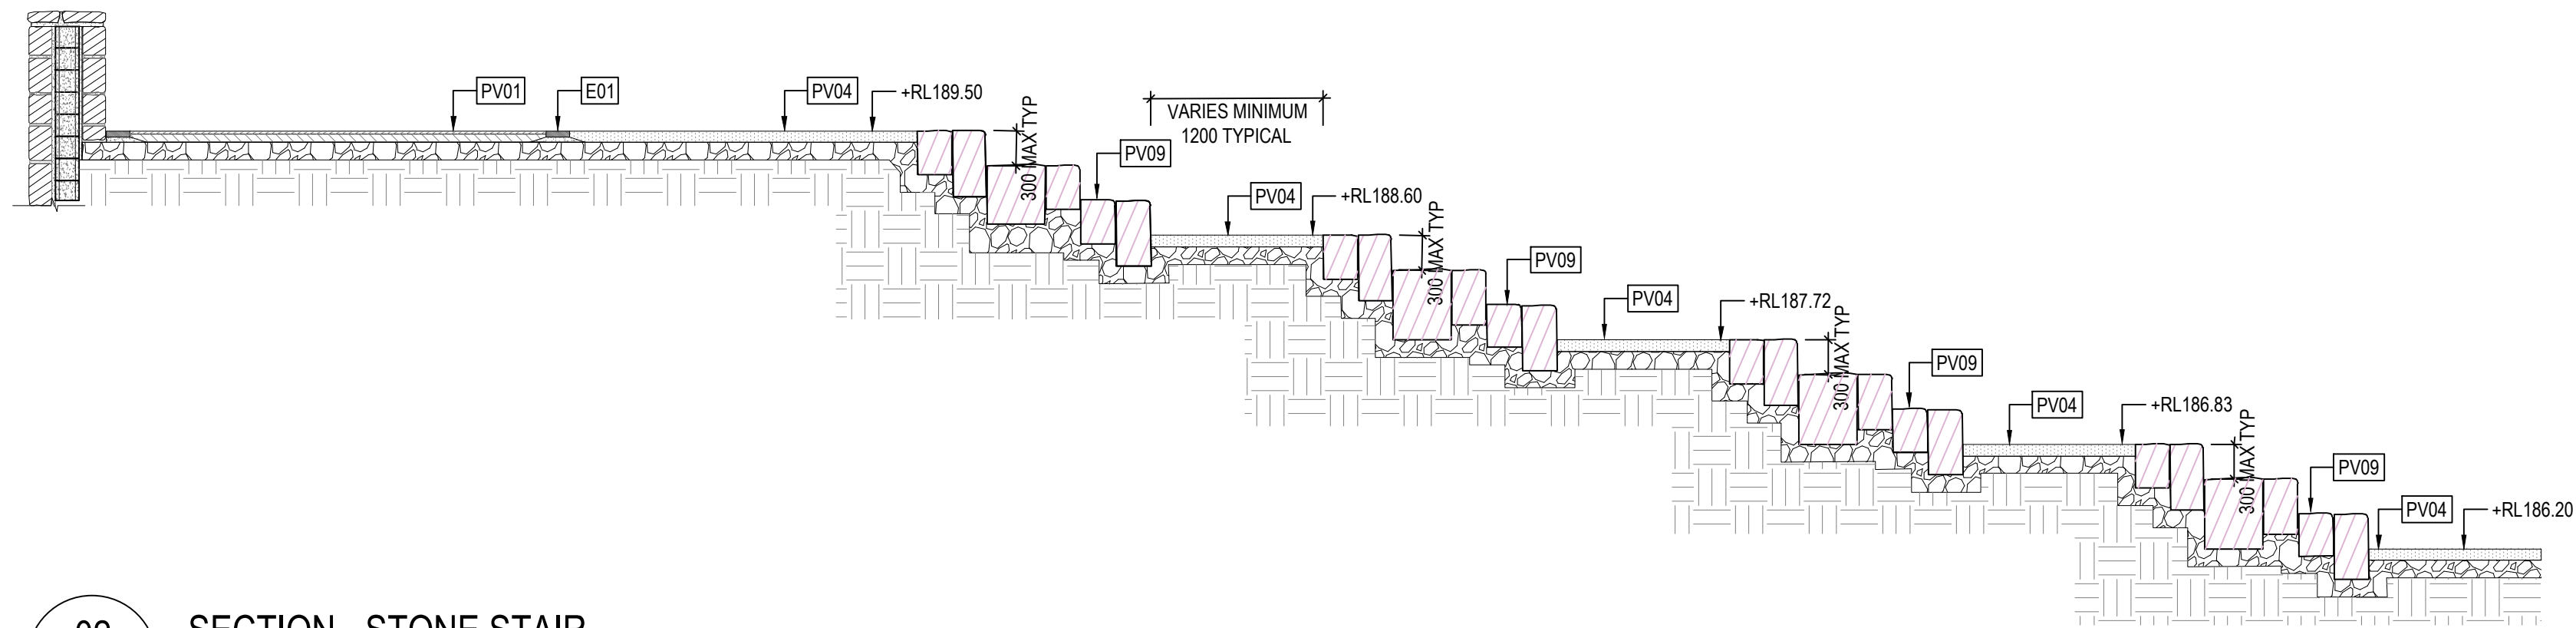 PV01
E01
PV04
+RL189.50
300 MAX TYP
VARIES MINIMUM
1200 TYPICAL
PV09
PV04
+RL188.60
300 MAX TYP
PV09
PV04
+RL187.72
300 MAX TYP
PV09
PV04
+RL186.83
300 MAX TYP
PV09
PV04
+RL186.20
SECTION - STONE STAIR